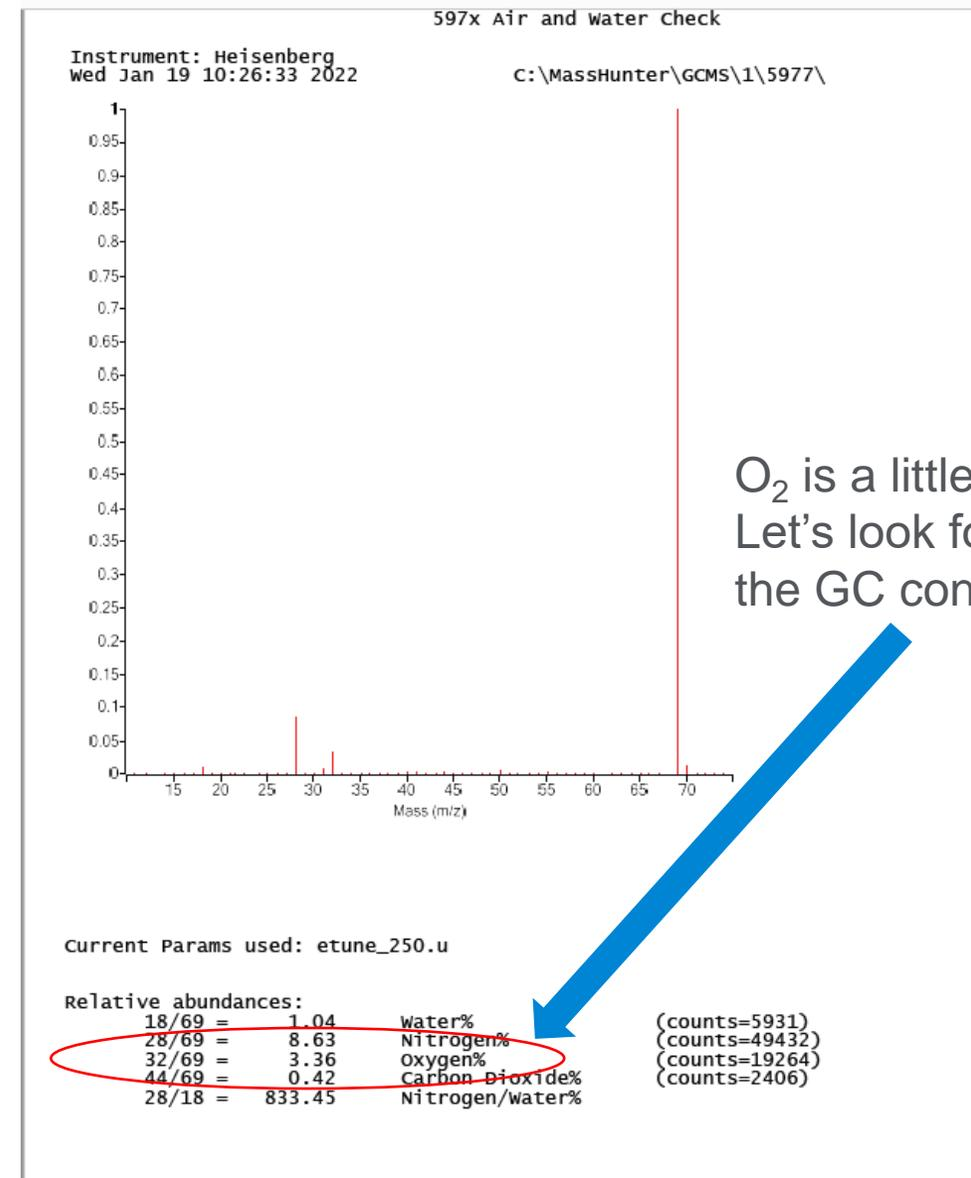 597x Air and Water Check
Instrument: Heisenberg
Wed Jan 19 10:26:33 2022 C:\MassHunter\GCMS\1\5977\
1
0.95
0.9
0.85
0.8
0.75
0.7
0.65
0.6
0.55
0.5
0.45
0.4
0.35
0.3
0.25
0.2
0.15
0.1
0.05
0
15 20 25 30 35 40 45 50 55 60 65 70
Mass (m/z)
O₂ is a little
Let's look fo
the GC con
Current Params used: etune_250.u
Relative abundances:
18/69 = 1.04 Water% (counts=5931)
28/69 = 8.63 Nitrogen% (counts=49432)
32/69 = 3.36 Oxygen% (counts=19264)
44/69 = 0.42 Carbon Dioxide% (counts=2406)
28/18 = 833.45 Nitrogen/Water%